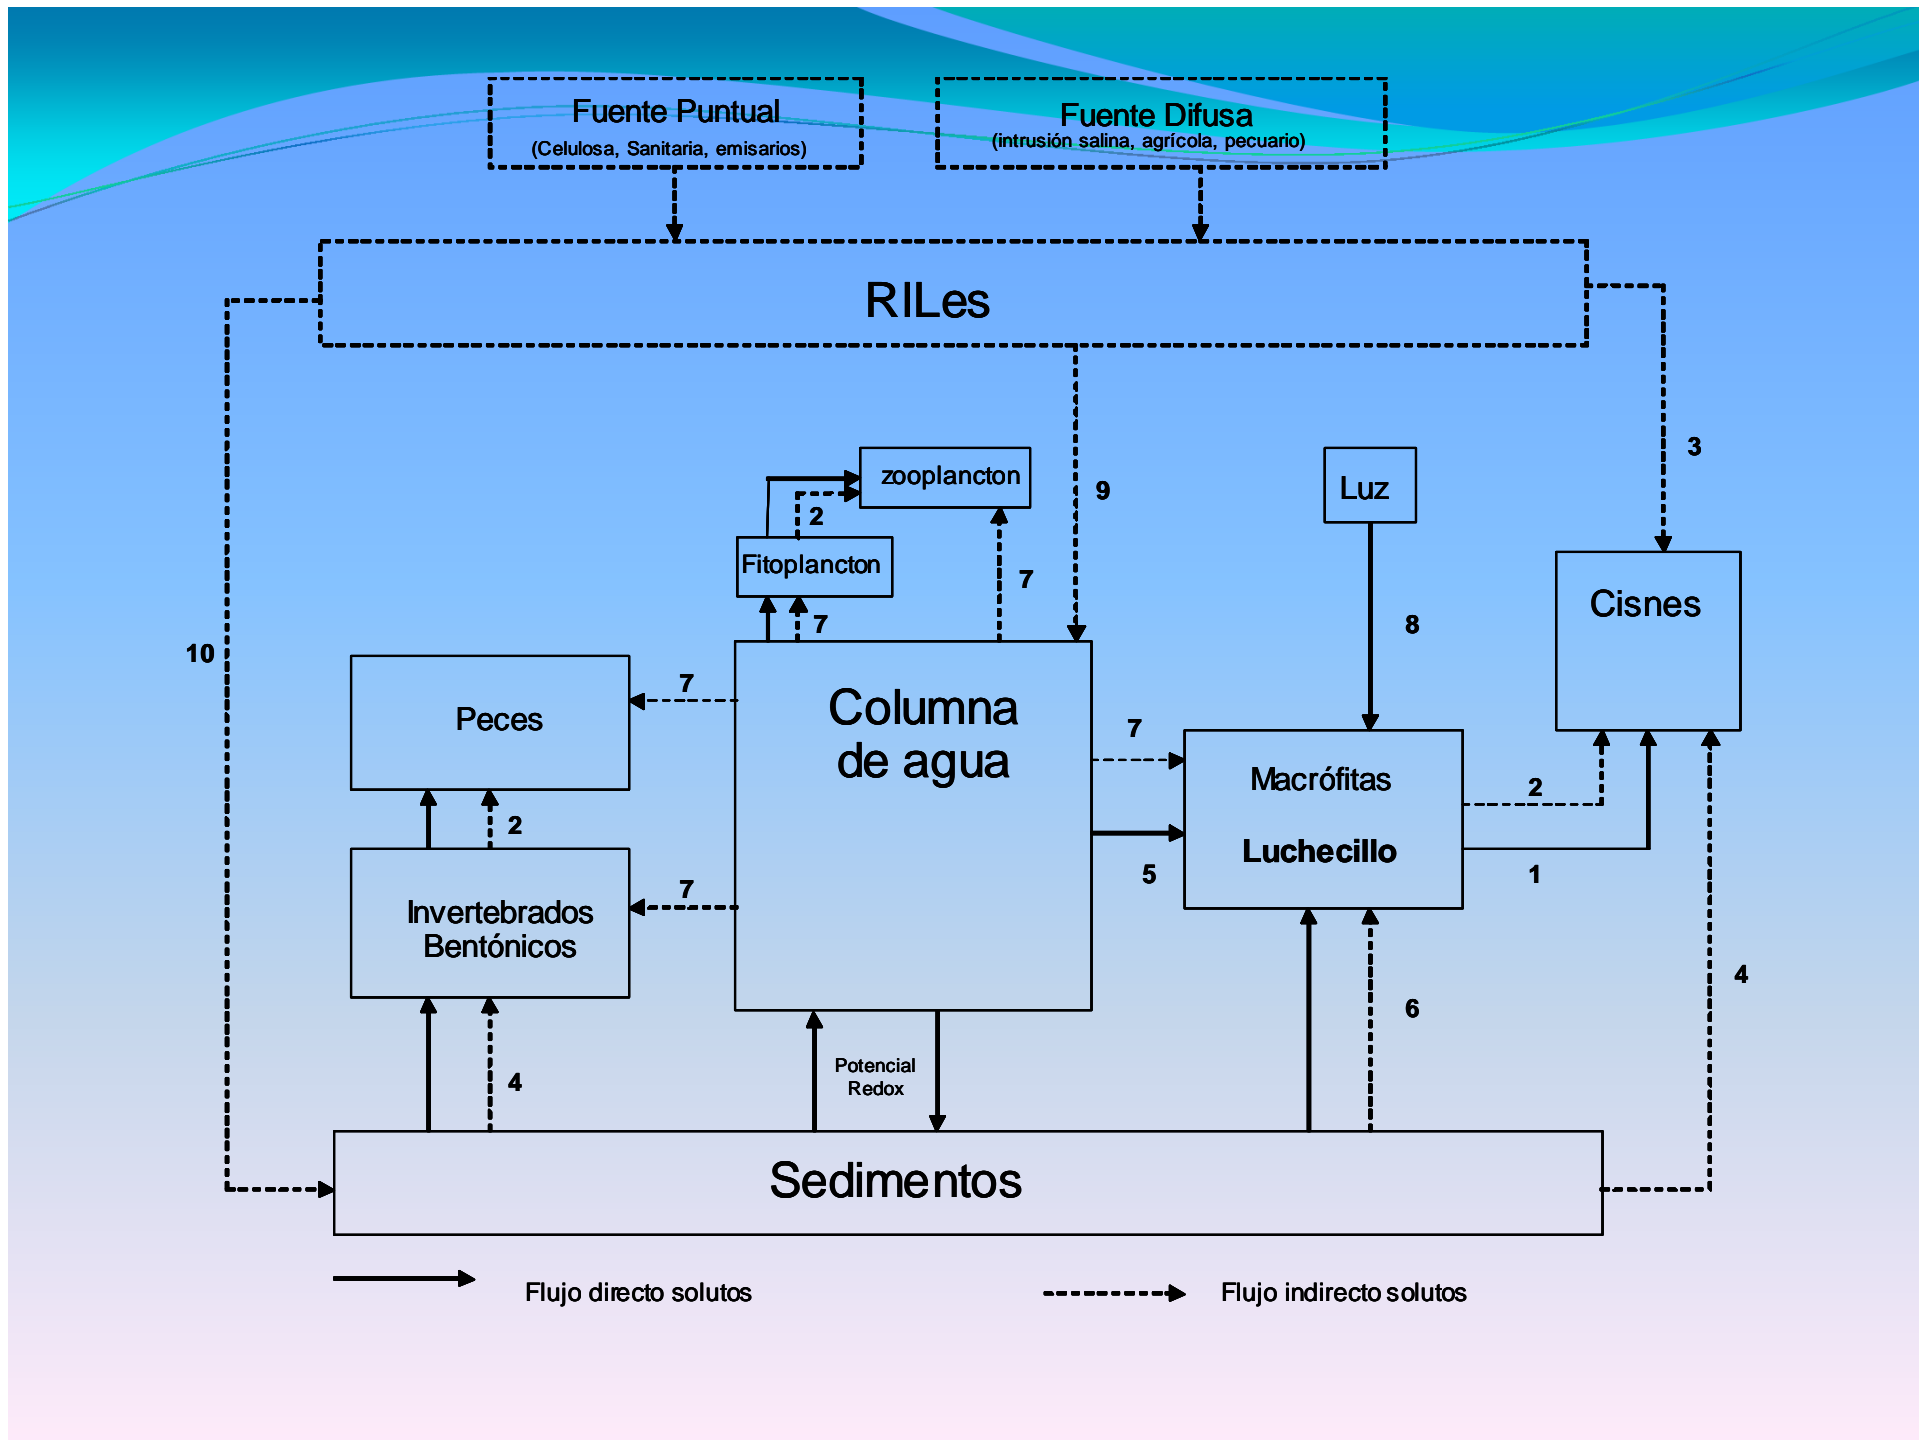 Fuente Puntual
(Celulosa, Sanitaria, emisarios)
Fuente Difusa
(intrusión salina, agrícola, pecuario)
RILes
3
zooplancton
9
Luz
2
Fitoplancton
7
7
8
Cisnes
10
7
Peces
Columna
de agua
7
Macrófitas
Luchecillo
2
1
5
2
7
Invertebrados
Bentónicos
4
6
Potencial
Redox
4
Sedimentos
Flujo directo solutos
Flujo indirecto solutos